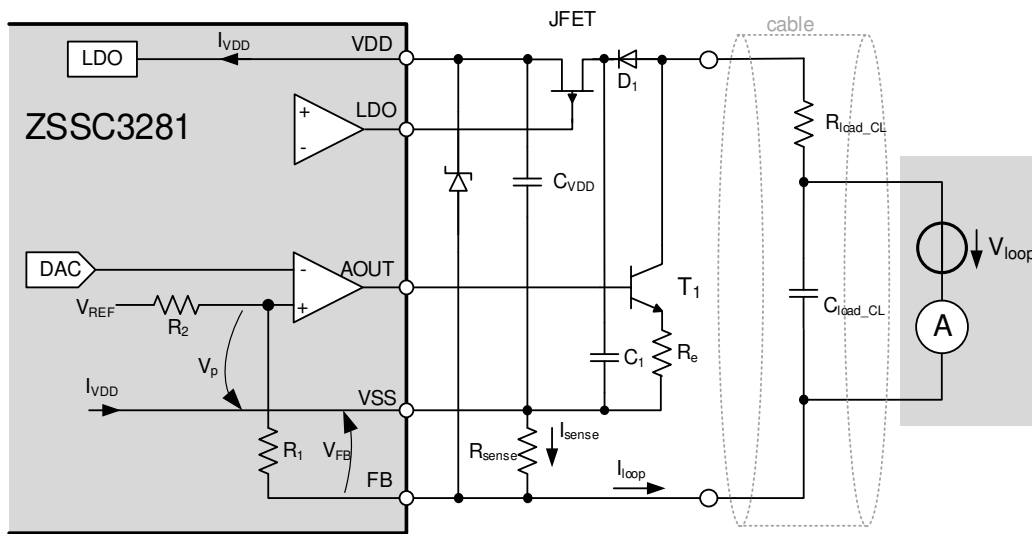 JFET
cable
I_VDD
VDD
LDO
D_1
LDO
R_load_CL
ZSSC3281
+
-
C_VDD
DAC
-
AOUT
T_1
V_loop
V_REF
+
R_2
C_load_CL
A
V_p
C_1
R_e
I_VDD
VSS
I_sense
R_1
V_FB
R_sense
I_loop
FB